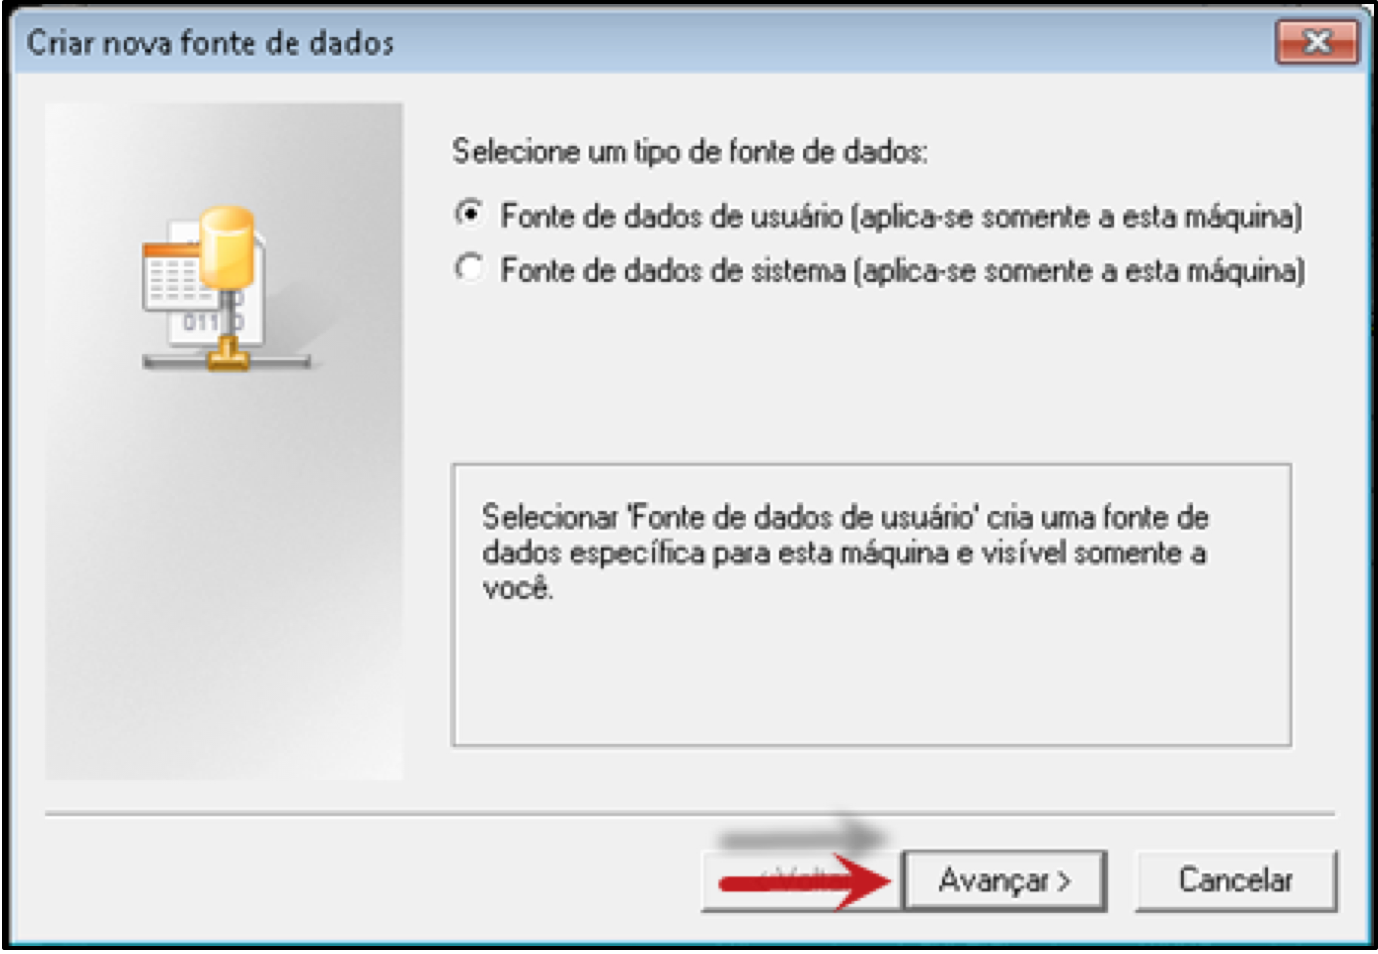 Criar nova fonte de dados
Selecione um tipo de fonte de dados:
Fonte de dados de usuário (aplica-se somente a esta máquina)
Fonte de dados de sistema (aplica-se somente a esta máquina)
Selecionar 'Fonte de dados de usuário' cria uma fonte de
dados específica para esta máquina e visível somente a
você.
Avançar >
Cancelar